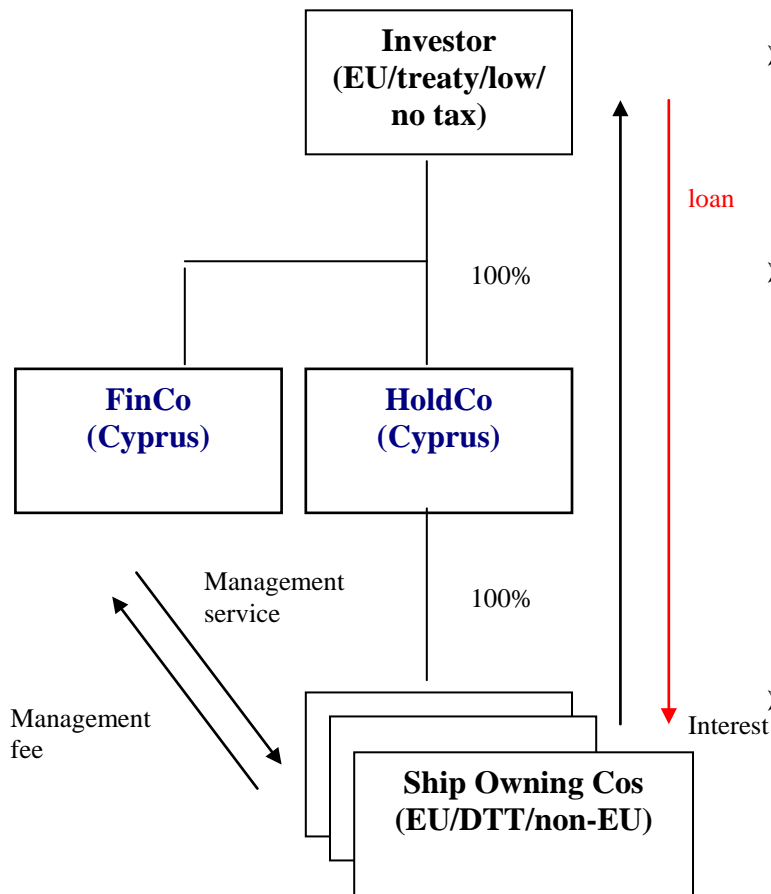 Investor
(EU/treaty/low/
no tax)
loan
100%
FinCo
(Cyprus)
HoldCo
(Cyprus)
Management
service
100%
Management
fee
Interest
Ship Owning Cos
(EU/DTT/non-EU)